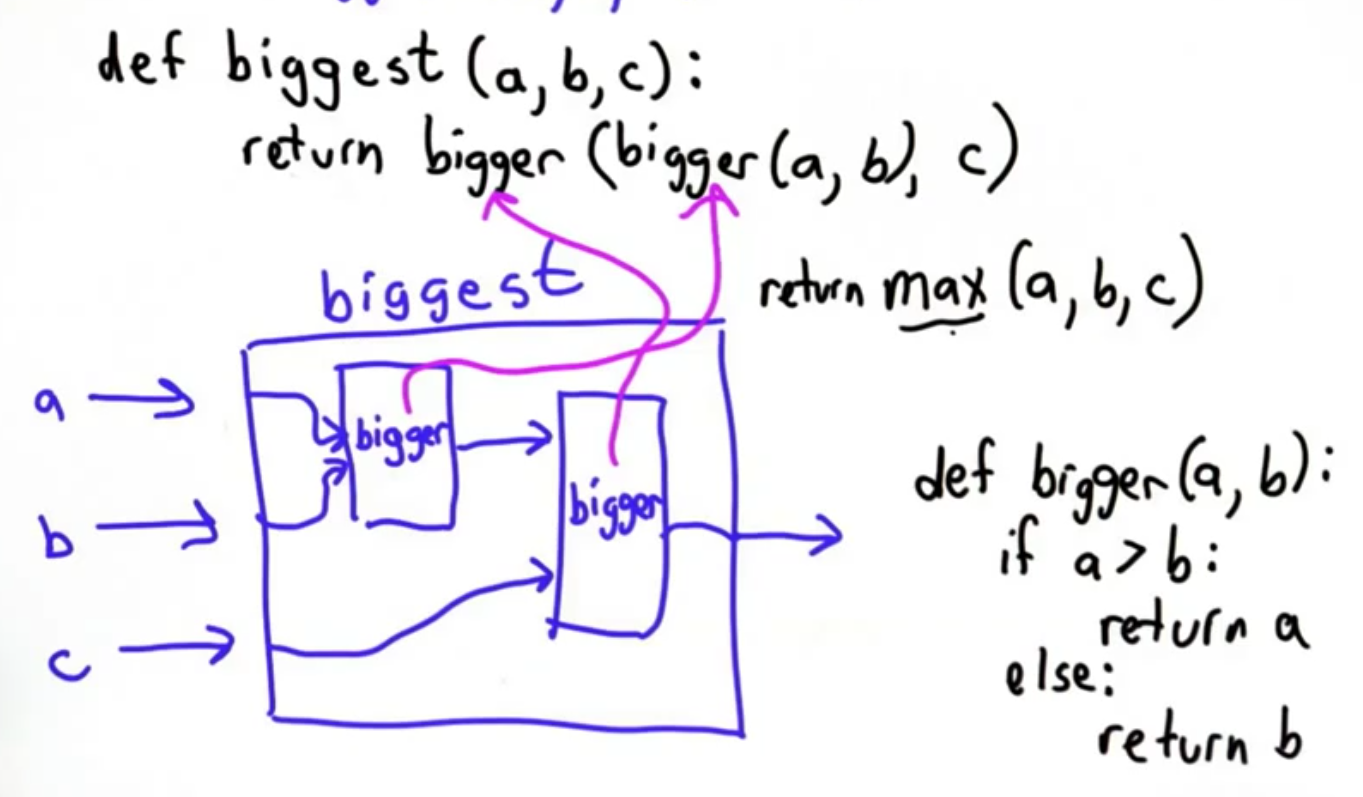 def biggest (a, b, c):
return bigger (bigger(a, b), c)
biggest
return max (a, b, c)
a
bigger
b
bigger
c
def bigger(a, b):
if a > b:
return a
else:
return b